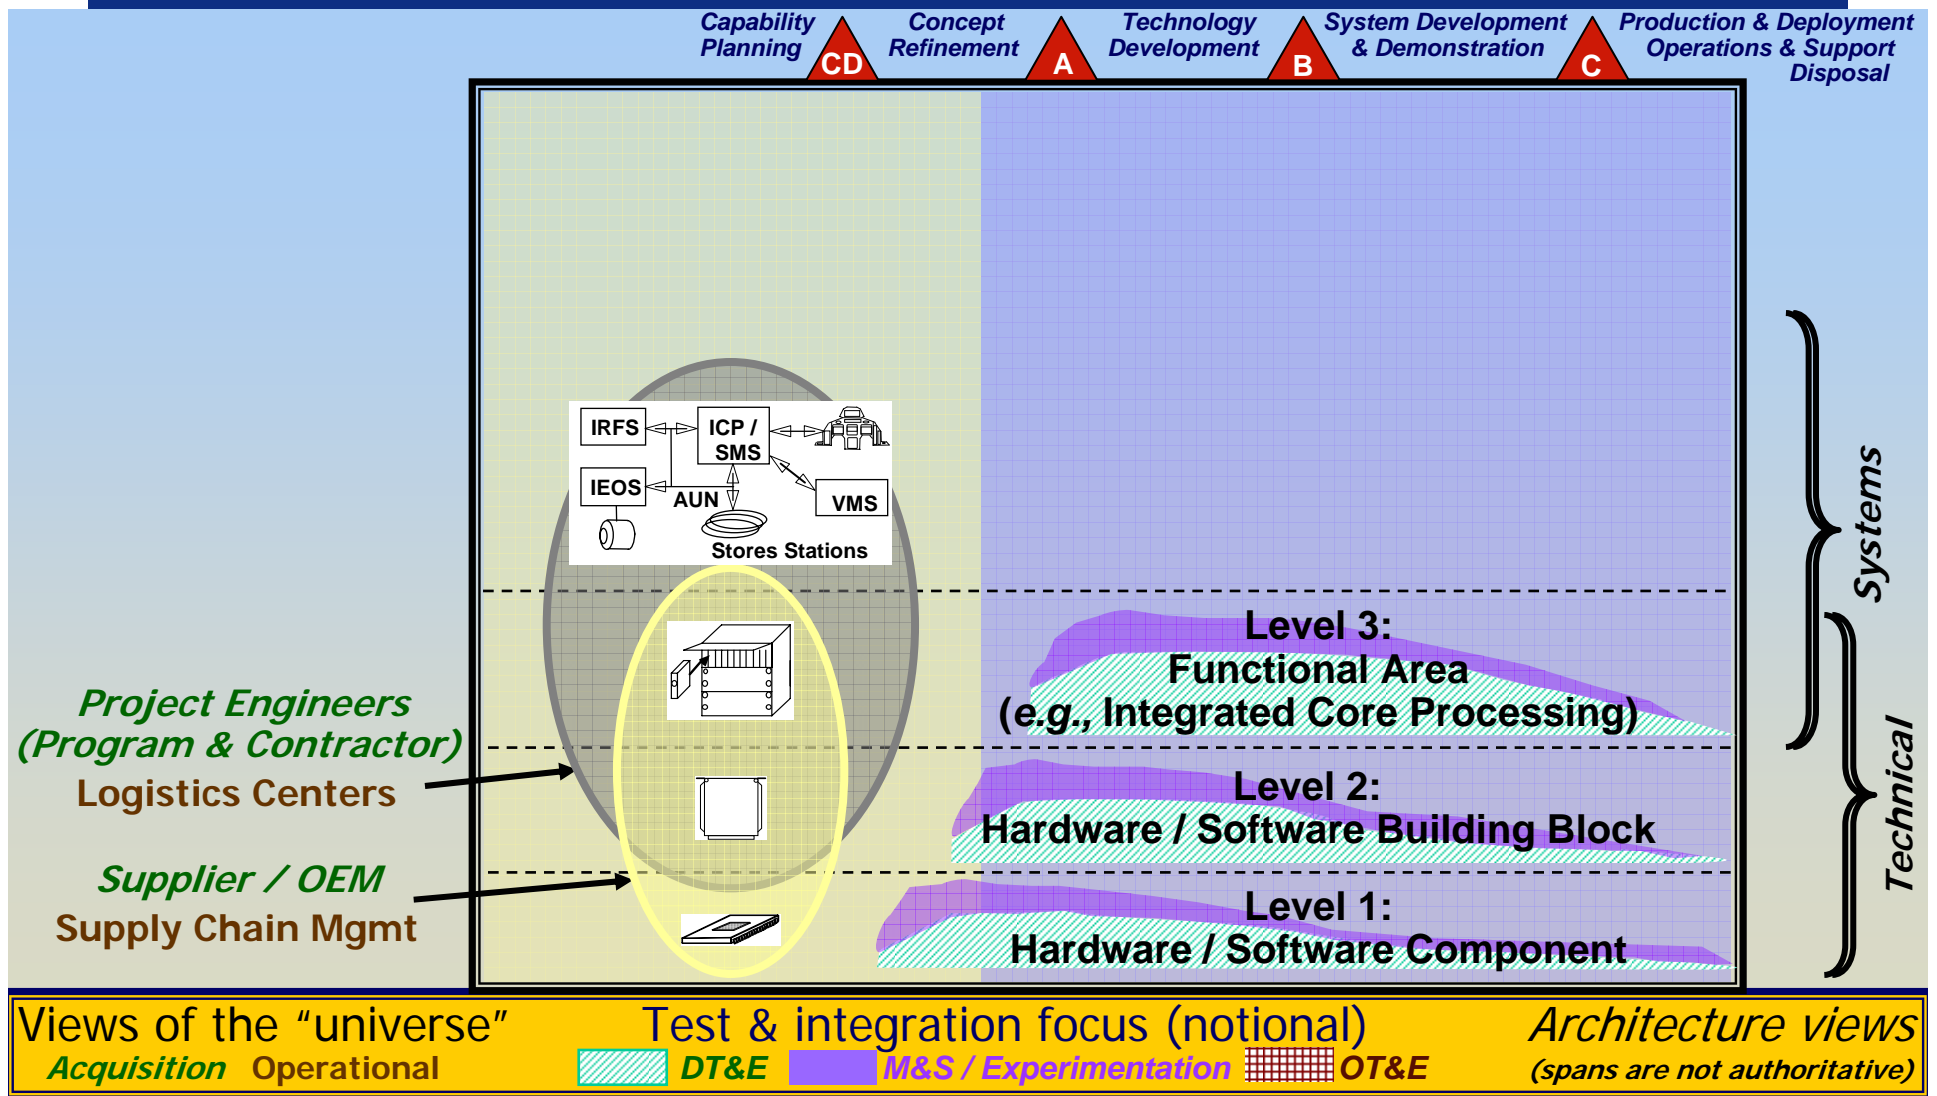 Capability
Planning
CD
Concept
Refinement
A
Technology
Development
B
System Development
& Demonstration
C
Production & Deployment
Operations & Support
Disposal
IRFS
ICP /
SMS
IEOS
AUN
VMS
Stores Stations
Systems
Level 3:
Functional Area
(e.g., Integrated Core Processing)
Project Engineers
(Program & Contractor)
Logistics Centers
Level 2:
Hardware / Software Building Block
Technical
Supplier / OEM
Supply Chain Mgmt
Level 1:
Hardware / Software Component
Views of the “universe”
Acquisition Operational
Test & integration focus (notional)
DT&E
M&S / Experimentation
OT&E
Architecture views
(spans are not authoritative)